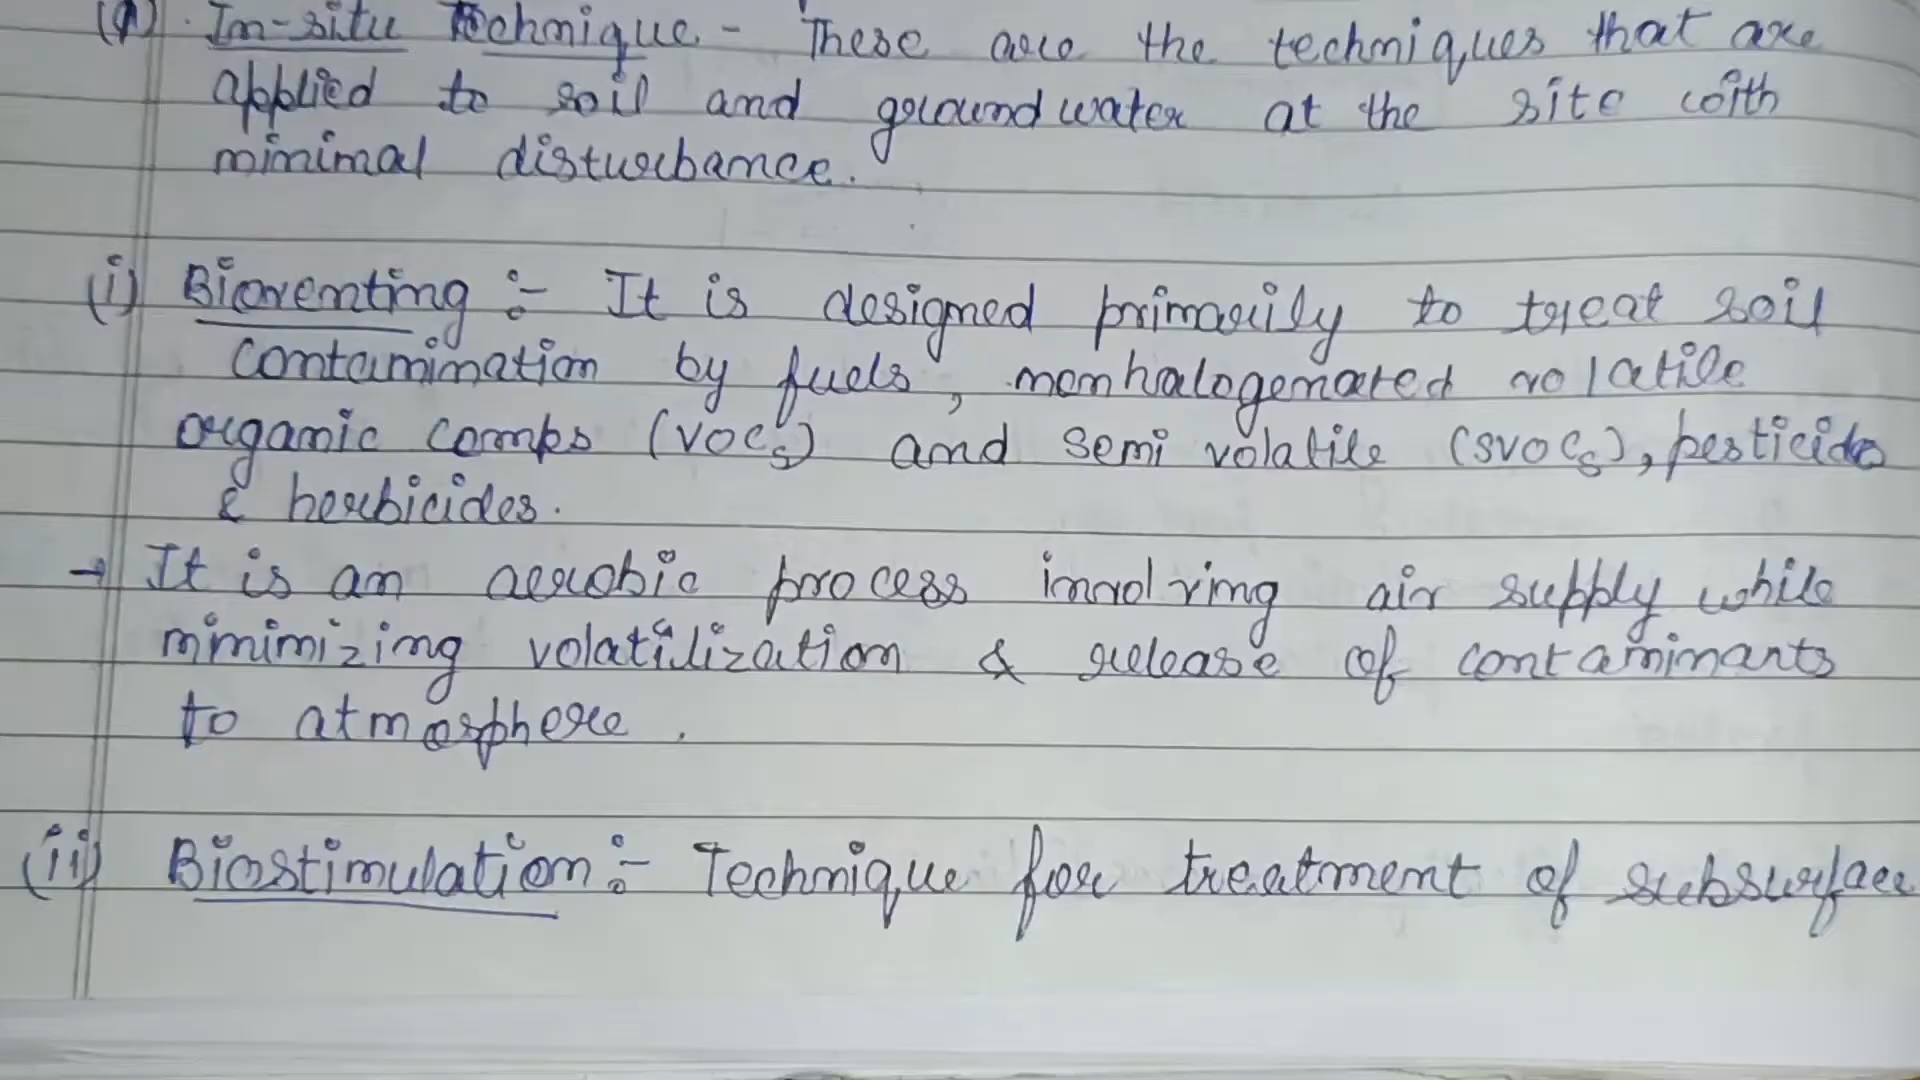 (1). In-situ Technique - These are the techniques that are
applied to soil and groundwater at the site with
minimal disturbance.
(i) Bioventing :- It is designed primarily to treat soil
contamination by fuels, nonhalogenated volatile
organic comps (VOCs) and semi volatile (SVOCs), pesticides
& herbicides.
→ It is an aerobic process involving air supply while
minimizing volatilization & release of contaminants
to atmosphere.
(ii) Biostimulation :- Technique for treatment of subsurface